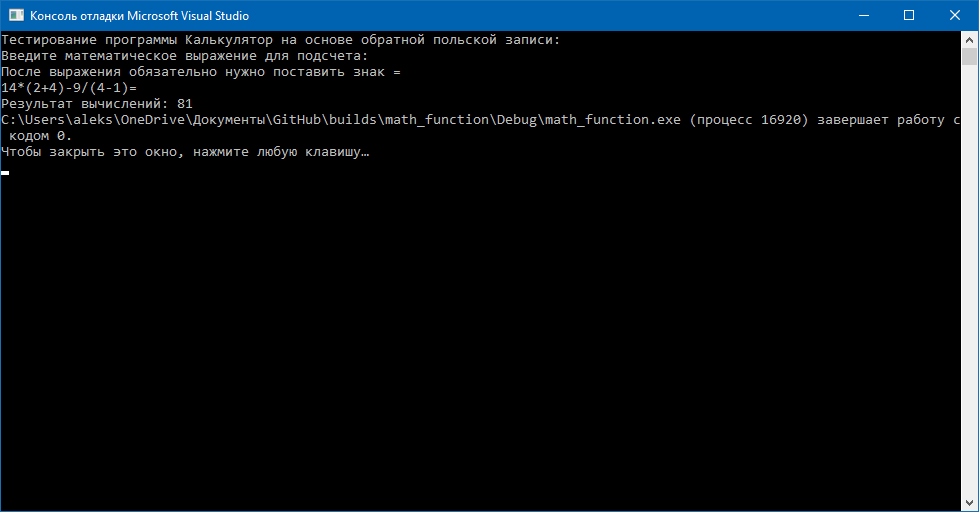 Консоль отладки Microsoft Visual Studio
Тестирование программы Калькулятор на основе обратной польской записи:
Введите математическое выражение для подсчета:
После выражения обязательно нужно поставить знак =
14*(2+4)-9/(4-1)=
Результат вычислений: 81
C:\Users\aleks\OneDrive\Документы\GitHub\builds\math_function\Debug\math_function.exe (процесс 16920) завершает работу с
кодом 0.
Чтобы закрыть это окно, нажмите любую клавишу…